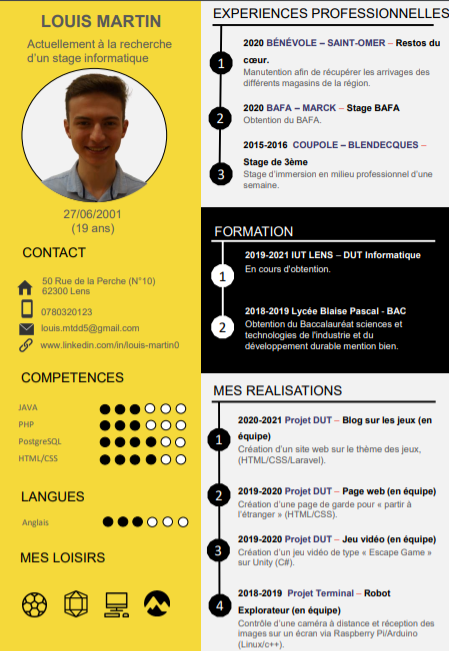 LOUIS MARTIN
Actuellement à la recherche
d'un stage informatique
27/06/2001
(19 ans)
CONTACT
50 Rue de la Perche (N°10)
62300 Lens
0780320123
louis.mtdd5@gmail.com
www.linkedin.com/in/louis-martin0
COMPETENCES
JAVA
PHP
PostgreSQL
HTML/CSS
LANGUES
Anglais
MES LOISIRS
EXPERIENCES PROFESSIONNELLES
1
2020 BÉNÉVOLE – SAINT-OMER – Restos du
cœur.
Manutention afin de récupérer les arrivages des
différents magasins de la région.
2
2020 BAFA – MARCK – Stage BAFA
Obtention du BAFA.
3
2015-2016 COUPOLE – BLENDECQUES –
Stage de 3ème
Stage d'immersion en milieu professionnel d'une
semaine.
FORMATION
1
2019-2021 IUT LENS – DUT Informatique
En cours d'obtention.
2
2018-2019 Lycée Blaise Pascal - BAC
Obtention du Baccalauréat sciences et
technologies de l'industrie et du
développement durable mention bien.
MES REALISATIONS
1
2020-2021 Projet DUT – Blog sur les jeux (en
équipe)
Création d'un site web sur le thème des jeux,
(HTML/CSS/Laravel).
2
2019-2020 Projet DUT – Page web (en équipe)
Création d'une page de garde pour « partir à
l'étranger » (HTML/CSS).
3
2019-2020 Projet DUT – Jeu vidéo (en équipe)
Création d'un jeu vidéo de type « Escape Game »
sur Unity (C#).
4
2018-2019 Projet Terminal – Robot
Explorateur (en équipe)
Contrôle d'une caméra à distance et réception des
images sur un écran via Raspberry Pi/Arduino
(Linux/c++).